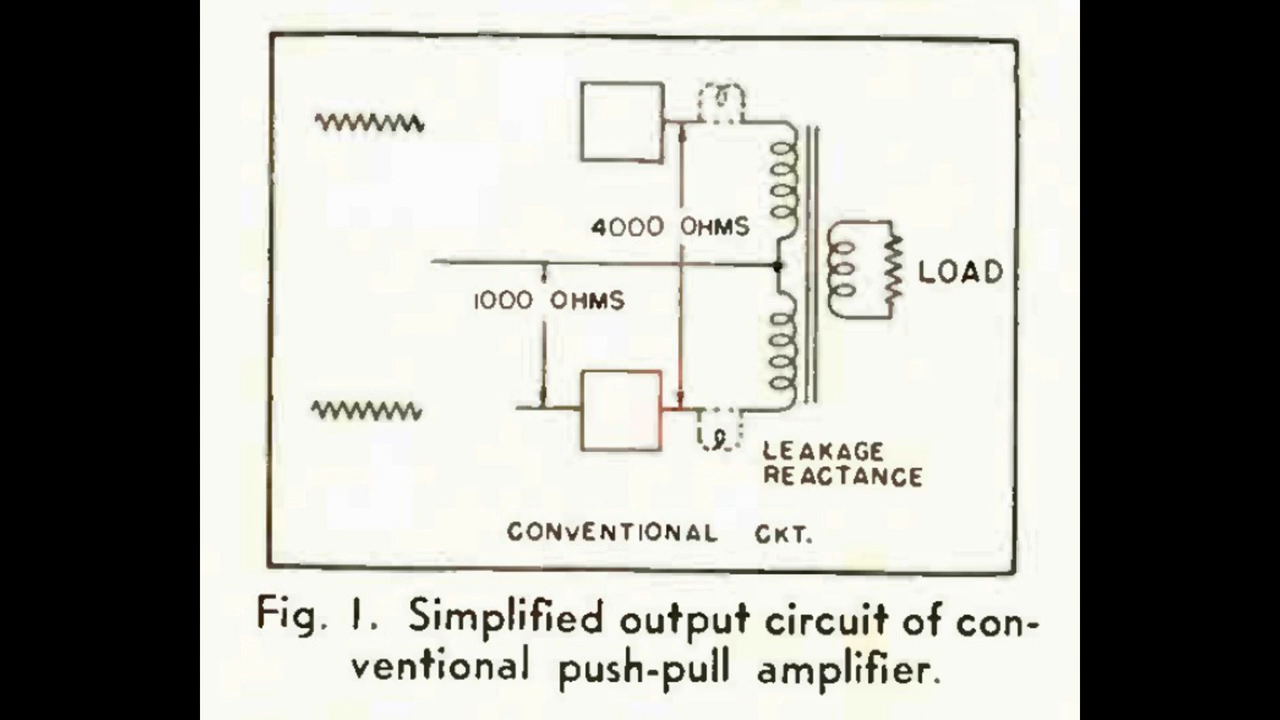 4000 OHMS
1000 OHMS
LOAD
LEAKAGE
REACTANCE
CONVENTIONAL CKT.
Fig. 1. Simplified output circuit of con-
ventional push-pull amplifier.